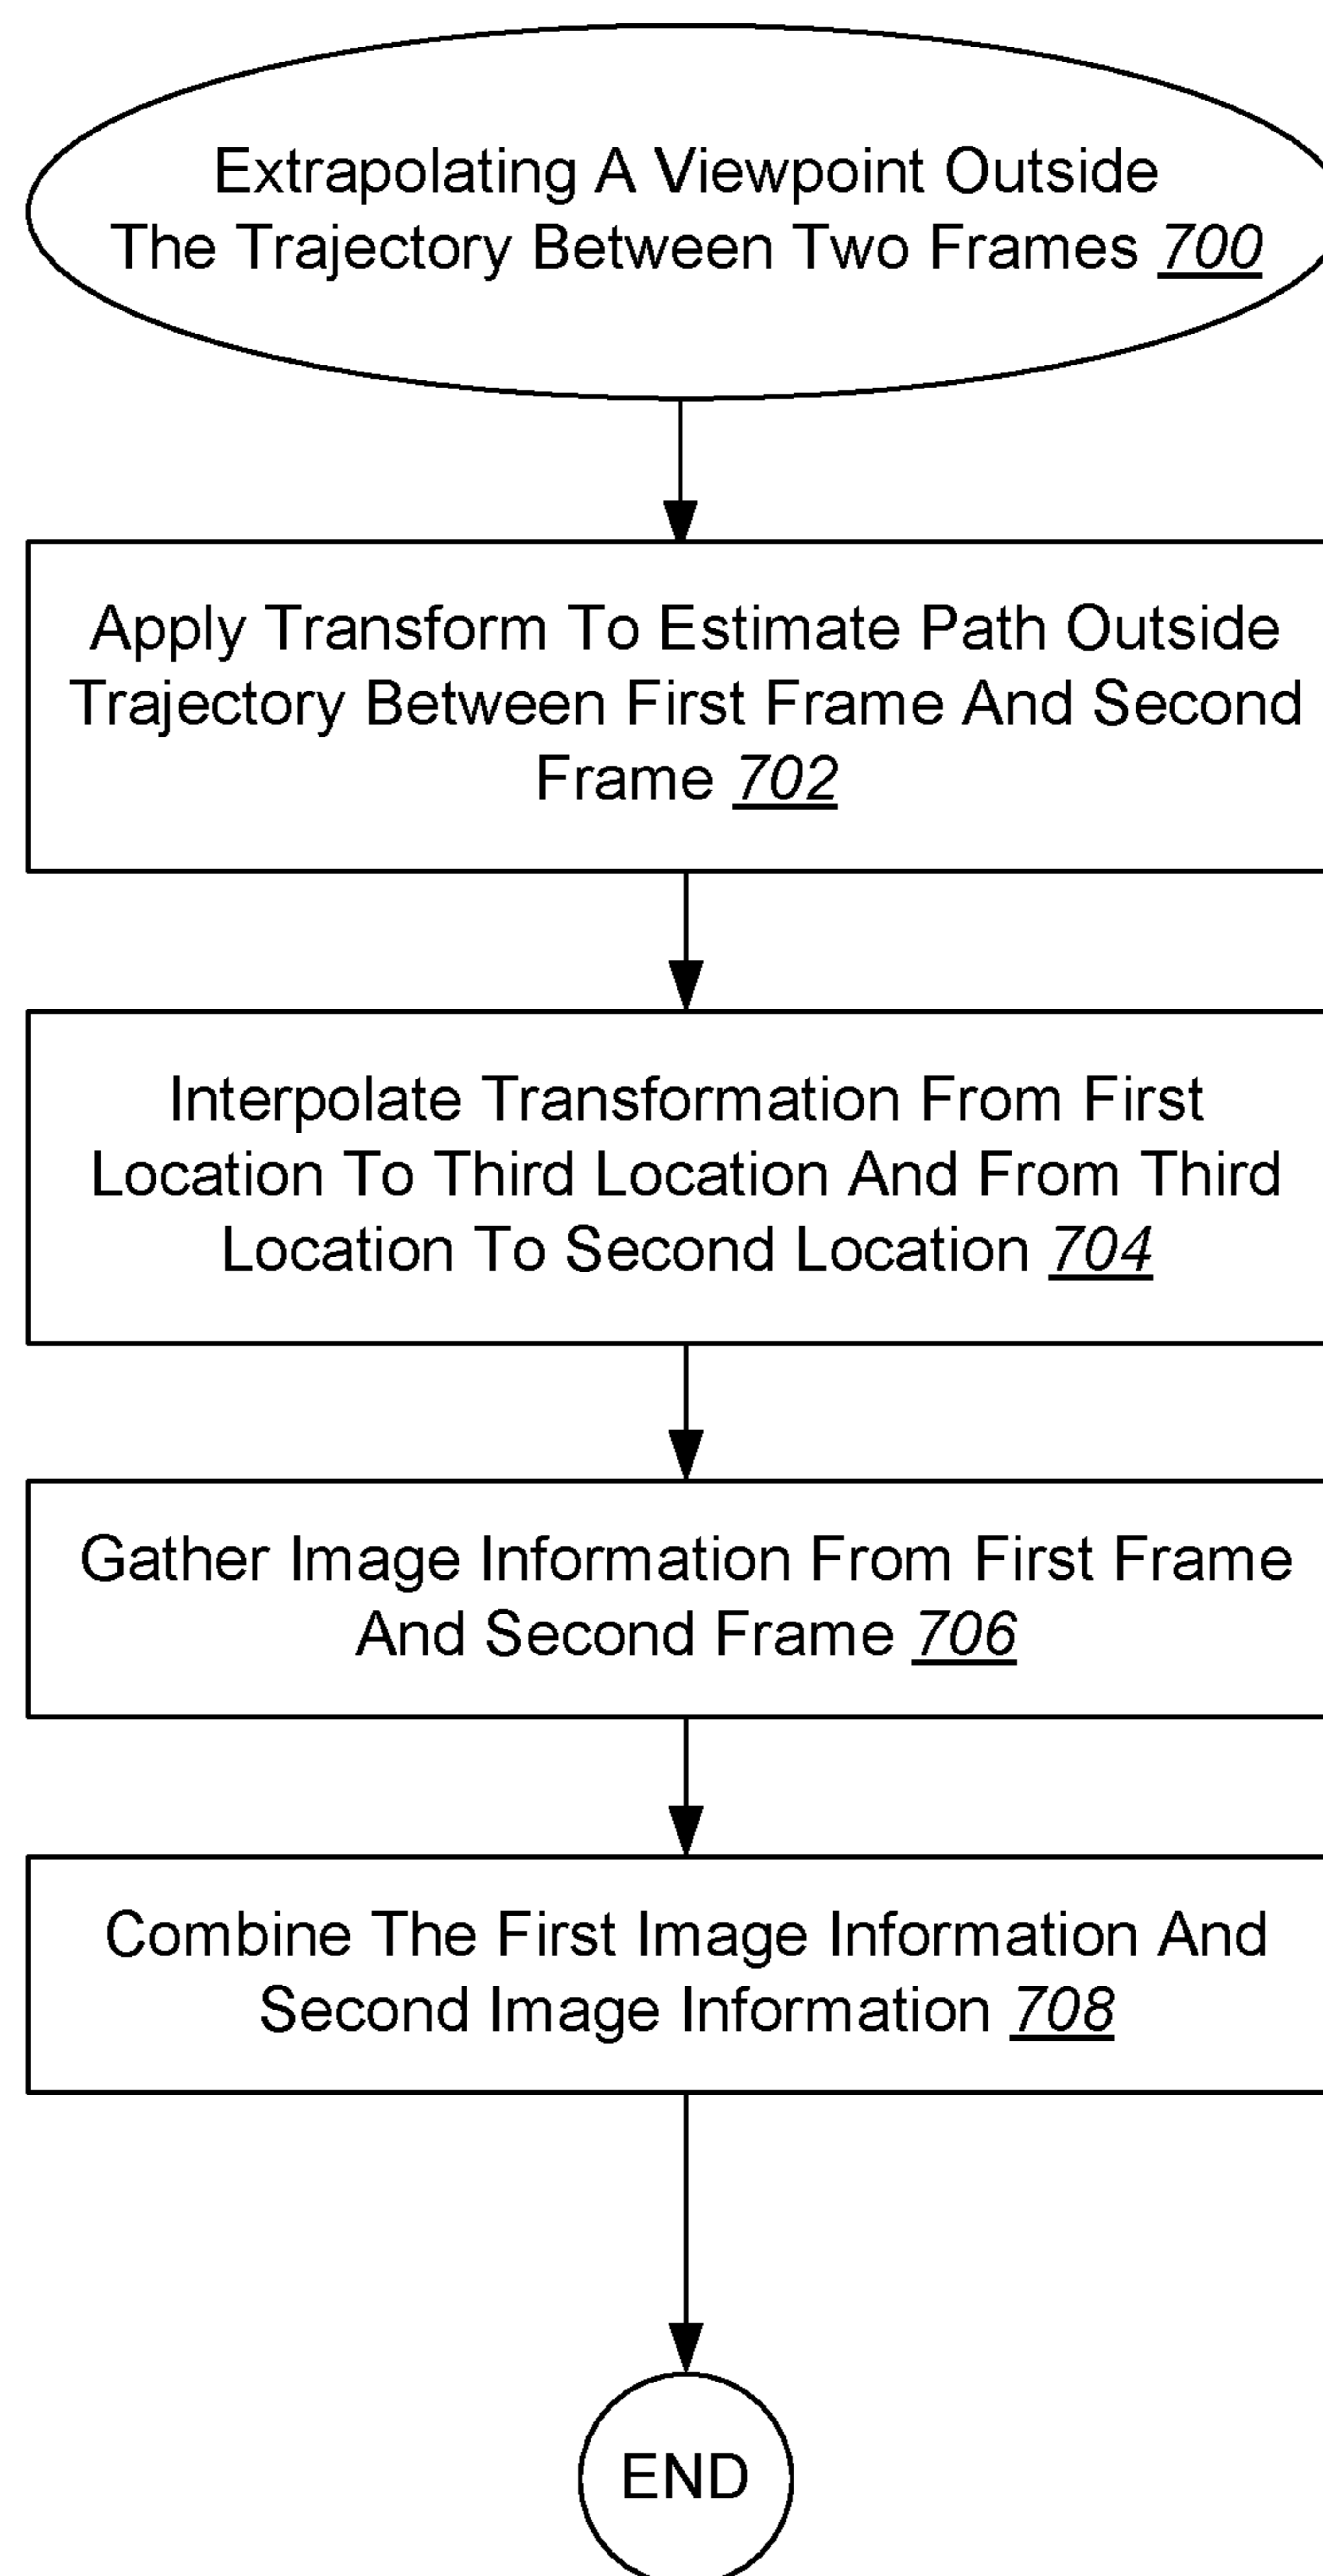 Extrapolating A Viewpoint Outside
The Trajectory Between Two Frames 700
Apply Transform To Estimate Path Outside
Trajectory Between First Frame And Second
Frame 702
Interpolate Transformation From First
Location To Third Location And From Third
Location To Second Location 704
Gather Image Information From First Frame
And Second Frame 706
Combine The First Image Information And
Second Image Information 708
END